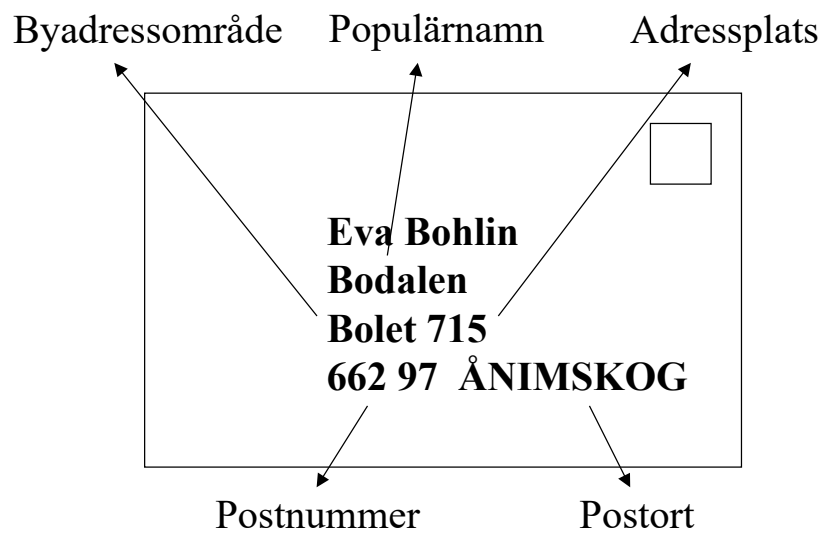 Byadressområde Populärnamn Adressplats
Eva Bohlin
Bodalen
Bolet 715
662 97 ÅNIMSKOG
Postnummer Postort